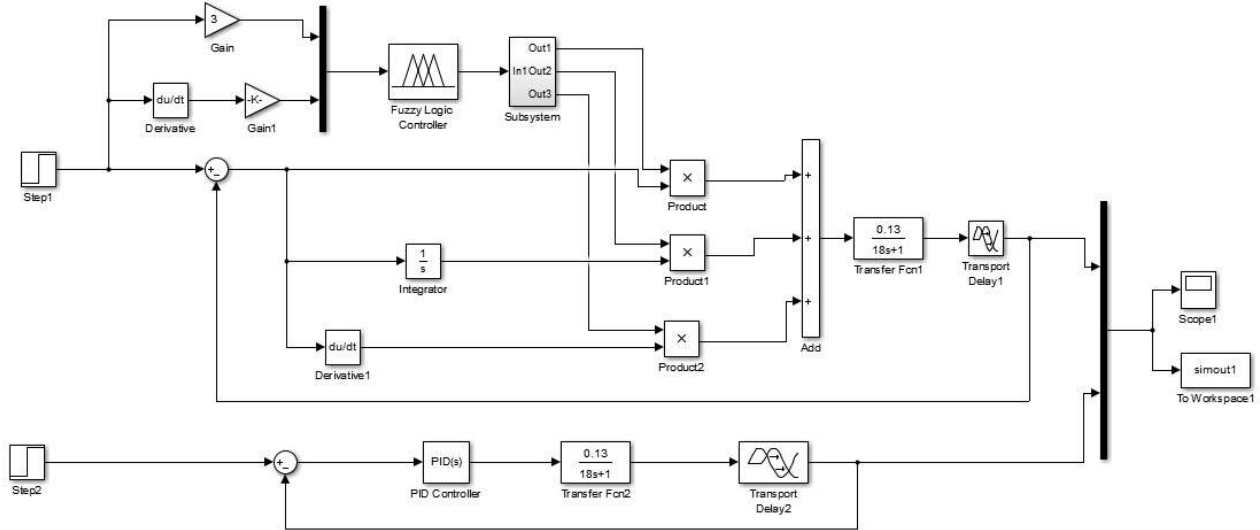 3
Gain
du/dt
Derivative
-K-
Gain1
Fuzzy Logic
Controller
Out1
In1Out2
Out3
Subsystem
Step1
+
-
×
Product
×
Product1
×
Product2
1
s
Integrator
du/dt
Derivative1
+
+
+
Add
0.13
18s+1
Transfer Fcn1
Transport
Delay1
Scope1
simout1
To Workspace1
Step2
+
-
PID(s)
PID Controller
0.13
18s+1
Transfer Fcn2
Transport
Delay2